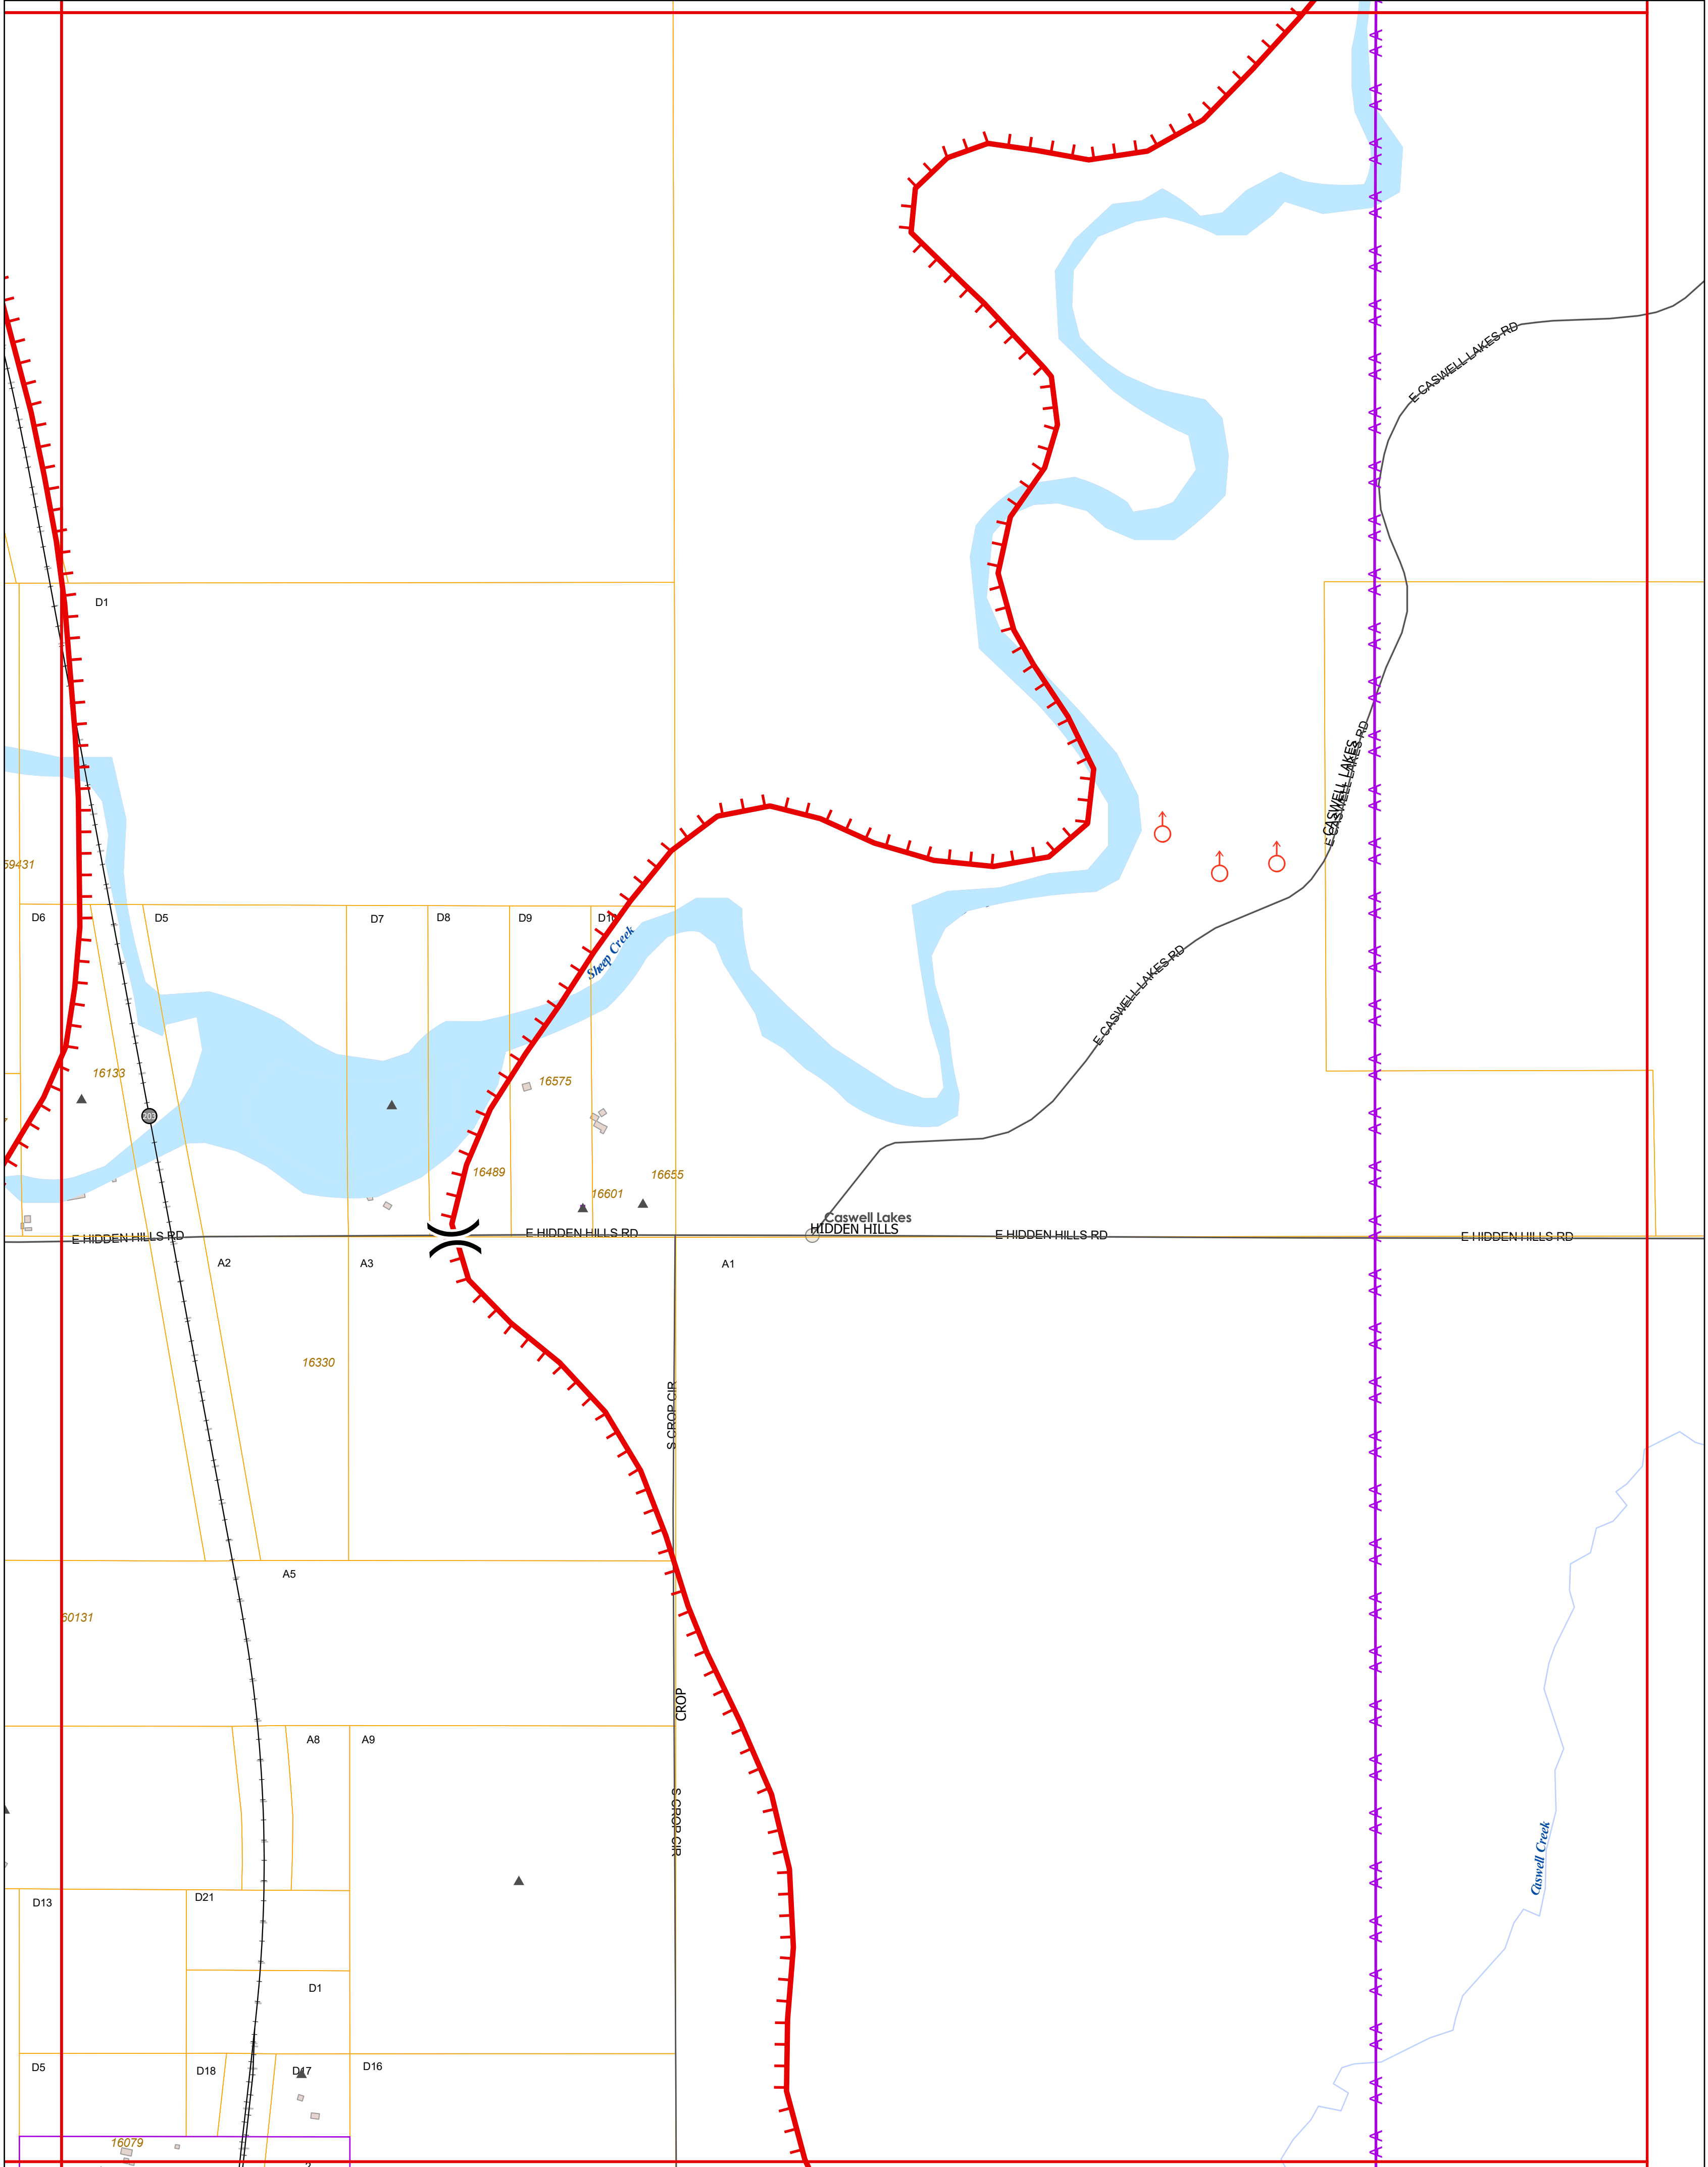 E CASWELL LAKES RD
D1
CASWELL LAKES
E CASWELL LAKES RD
59431
D6
D5
D7
D8
D9
D10
Sheep Creek
E CASWELL LAKES RD
16133
16575
203
16489
16655
16601
Caswell Lakes
HIDDEN HILLS
E HIDDEN HILLS RD
E HIDDEN HILLS RD
E HIDDEN HILLS RD
E HIDDEN HILLS RD
A2
A3
A1
16330
S CROP CIR
A5
60131
CROP
A8
A9
S CROP CIR
Caswell Creek
D13
D21
D1
D5
D18
D17
D16
16079